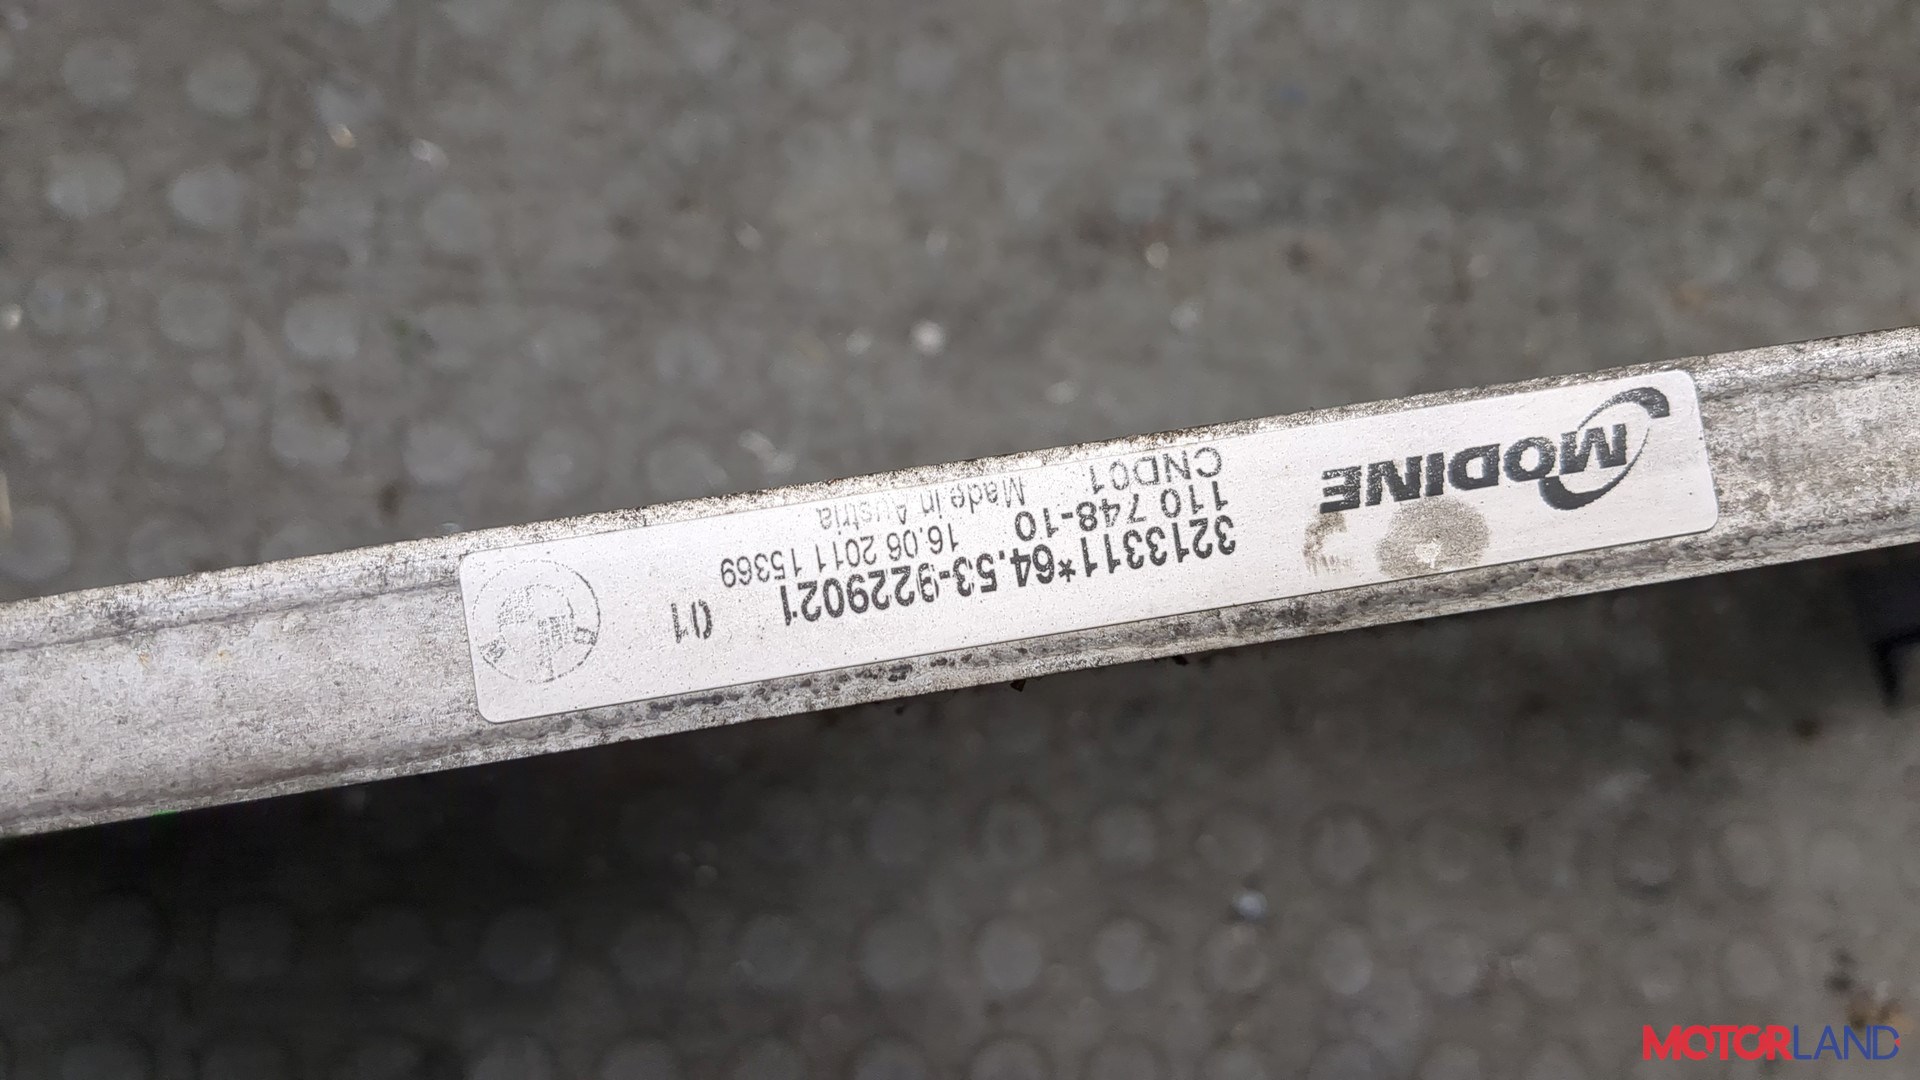 MODINE
3213311*64.53-9229021 01
110 748-10 16.06 2011 15369
CND01 Made in Austria
MOTORLAND